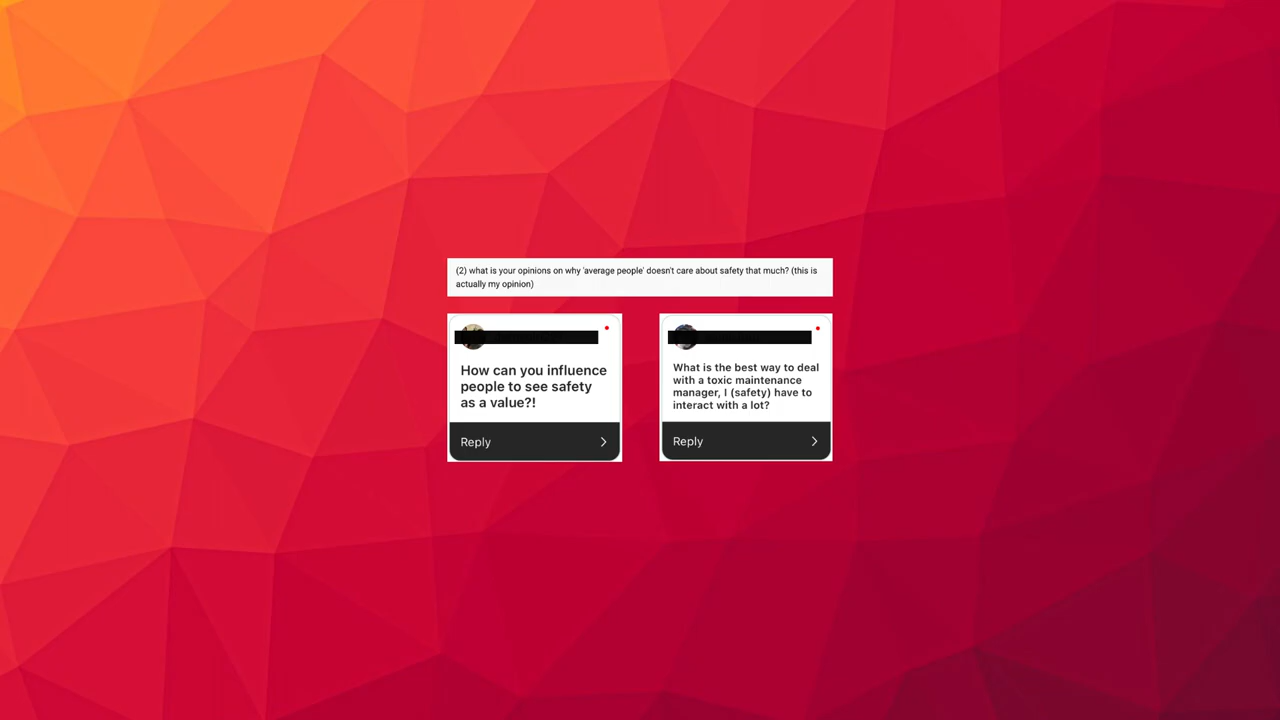 (2) what is your opinions on why 'average people' doesn't care about safety that much? (this is
actually my opinion)
How can you influence
people to see safety
as a value?!
Reply
What is the best way to deal
with a toxic maintenance
manager, I (safety) have to
interact with a lot?
Reply